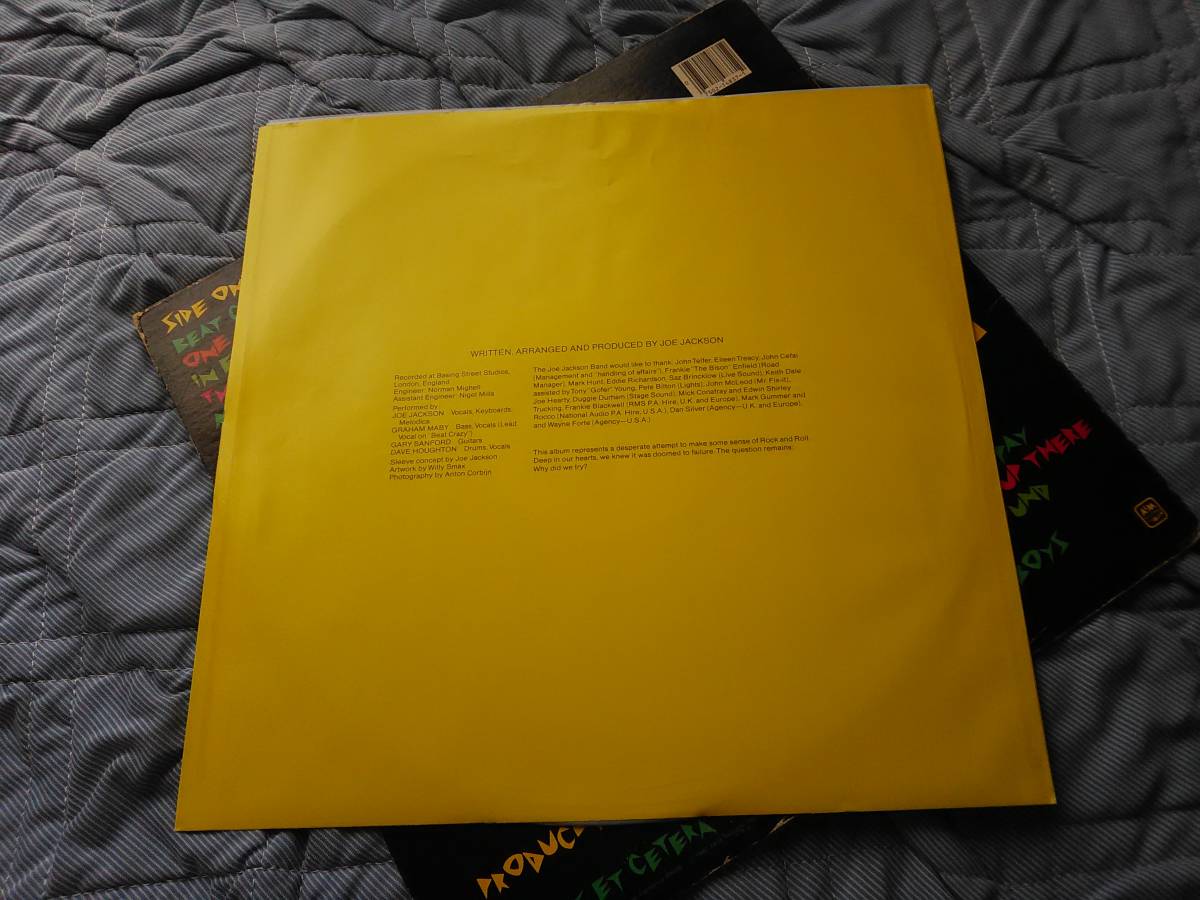 SIDE ON
BEAT C
ONE
IN
WRITTEN, ARRANGED AND PRODUCED BY JOE JACKSON
Recorded at Basing Street Studios,
London, England
Engineer: Norman Mighell
Assistant Engineer: Nigel Mills
Performed by:
JOE JACKSON Vocals, Keyboards,
Melodica
GRAHAM MABY Bass, Vocals (Lead
Vocal on "Beat Crazy")
GARY SANFORD Guitars
DAVE HOUGHTON Drums, Vocals
Sleeve concept by Joe Jackson
Artwork by Willy Smax
Photography by Anton Corbijn
The Joe Jackson Band would like to thank; John Telfer, Eileen Treacy, John Cefai
(Management and "handling of affairs"), Frankie "The Bison" Enfield (Road
Manager), Mark Hunt, Eddie Richardson, Saz Brincklow (Live Sound), Keith Dale
assisted by Tony "Gofer" Young, Pete Bilton (Lights), John McLeod (Mr. Fix-it),
Joe Hearty, Duggie Durham (Stage Sound), Mick Conafray and Edwin Shirley
Trucking, Frankie Blackwell (RMS P.A. Hire, U.K. and Europe), Mark Gummer and
Rocco (National Audio P.A. Hire, U.S.A.), Dan Silver (Agency—U.K. and Europe),
and Wayne Forte (Agency—U.S.A.)
This album represents a desperate attempt to make some sense of Rock and Roll.
Deep in our hearts, we knew it was doomed to failure. The question remains:
Why did we try?
UP THERE
UND
BOYS
A&M
PRODUCE
ET CETERA